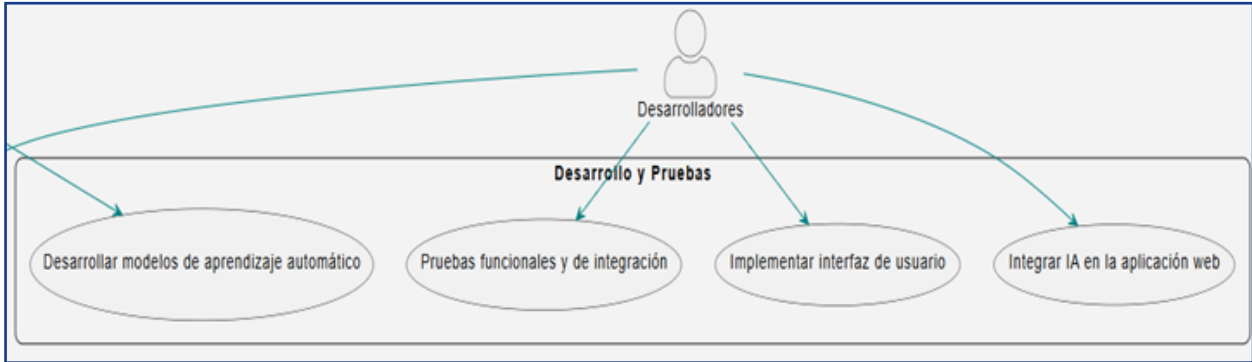 Desarrolladores
Desarrollo y Pruebas
Desarrollar modelos de aprendizaje automático
Pruebas funcionales y de integración
Implementar interfaz de usuario
Integrar IA en la aplicación web